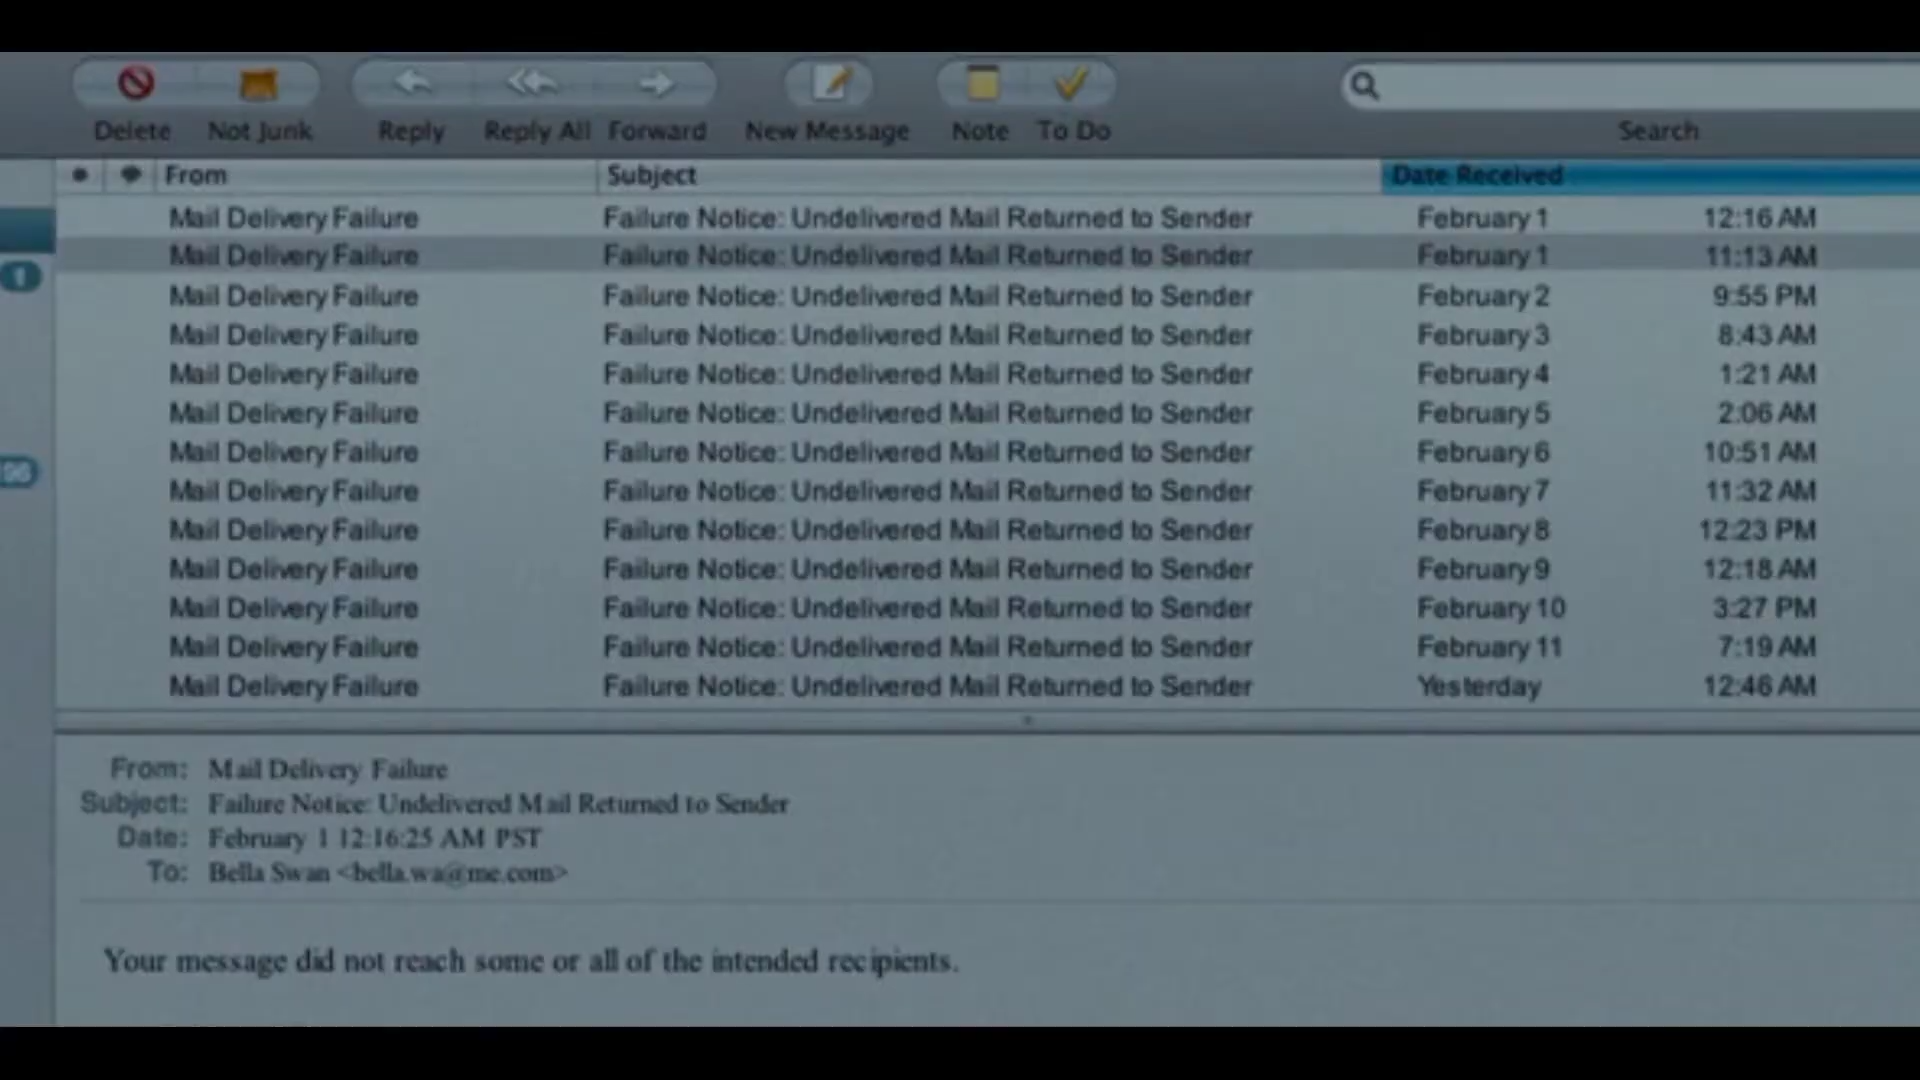 Delete Not Junk Reply Reply All Forward New Message Note To Do Search
From Subject Date Received
Mail Delivery Failure Failure Notice: Undelivered Mail Returned to Sender February 1 12:16 AM
Mail Delivery Failure Failure Notice: Undelivered Mail Returned to Sender February 1 11:13 AM
1
Mail Delivery Failure Failure Notice: Undelivered Mail Returned to Sender February 2 9:55 PM
Mail Delivery Failure Failure Notice: Undelivered Mail Returned to Sender February 3 8:43 AM
Mail Delivery Failure Failure Notice: Undelivered Mail Returned to Sender February 4 1:21 AM
Mail Delivery Failure Failure Notice: Undelivered Mail Returned to Sender February 5 2:06 AM
Mail Delivery Failure Failure Notice: Undelivered Mail Returned to Sender February 6 10:51 AM
Mail Delivery Failure Failure Notice: Undelivered Mail Returned to Sender February 7 11:32 AM
Mail Delivery Failure Failure Notice: Undelivered Mail Returned to Sender February 8 12:23 PM
Mail Delivery Failure Failure Notice: Undelivered Mail Returned to Sender February 9 12:18 AM
Mail Delivery Failure Failure Notice: Undelivered Mail Returned to Sender February 10 3:27 PM
Mail Delivery Failure Failure Notice: Undelivered Mail Returned to Sender February 11 7:19 AM
Mail Delivery Failure Failure Notice: Undelivered Mail Returned to Sender Yesterday 12:46 AM
From: Mail Delivery Failure
Subject: Failure Notice: Undelivered Mail Returned to Sender
Date: February 1 12:16:25 AM PST
To: Bella Swan <bella.wa@me.com>
Your message did not reach some or all of the intended recipients.